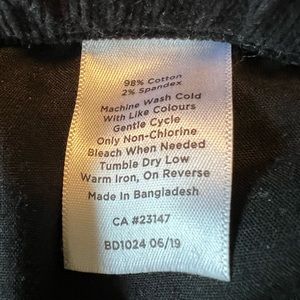 98% Cotton
2% Spandex
Machine Wash Cold
With Like Colours
Gentle Cycle
Only Non-Chlorine
Bleach When Needed
Tumble Dry Low
Warm Iron, On Reverse
Made In Bangladesh
CA #23147
BD1024 06/19